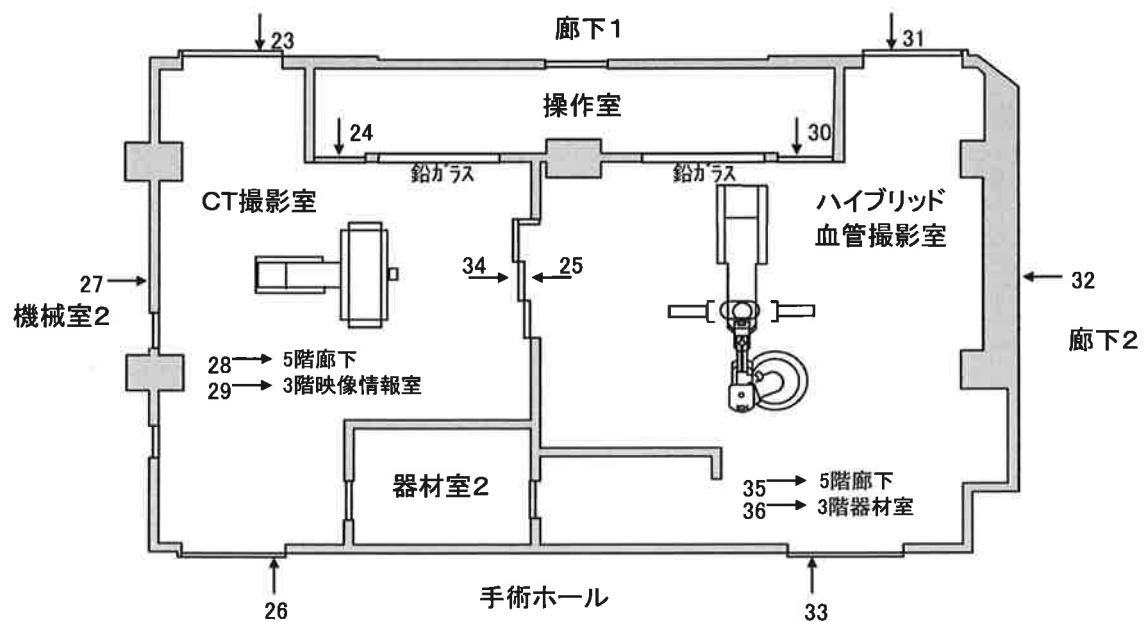 23
廊下1
31
操作室
24
30
鉛ガラス
鉛ガラス
CT撮影室
ハイブリッド
血管撮影室
27
34
25
32
機械室2
廊下2
28
5階廊下
29
3階映像情報室
器材室2
35
5階廊下
36
3階器材室
26
手術ホール
33